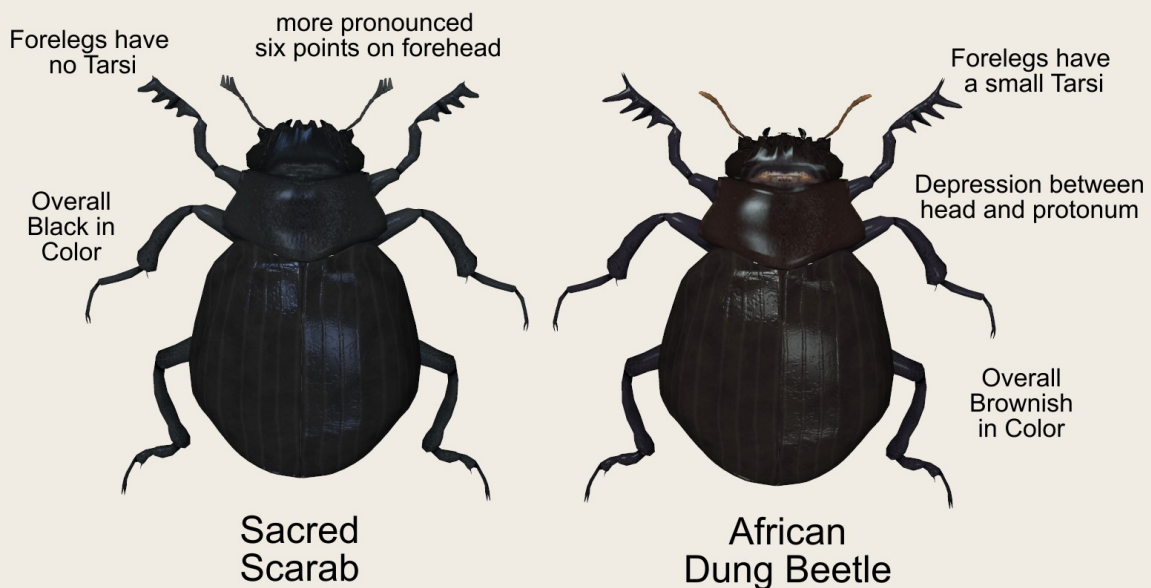 Forelegs have
no Tarsi
more pronounced
six points on forehead
Forelegs have
a small Tarsi
Overall
Black in
Color
Depression between
head and protonum
Overall
Brownish
in Color
Sacred
Scarab
African
Dung Beetle